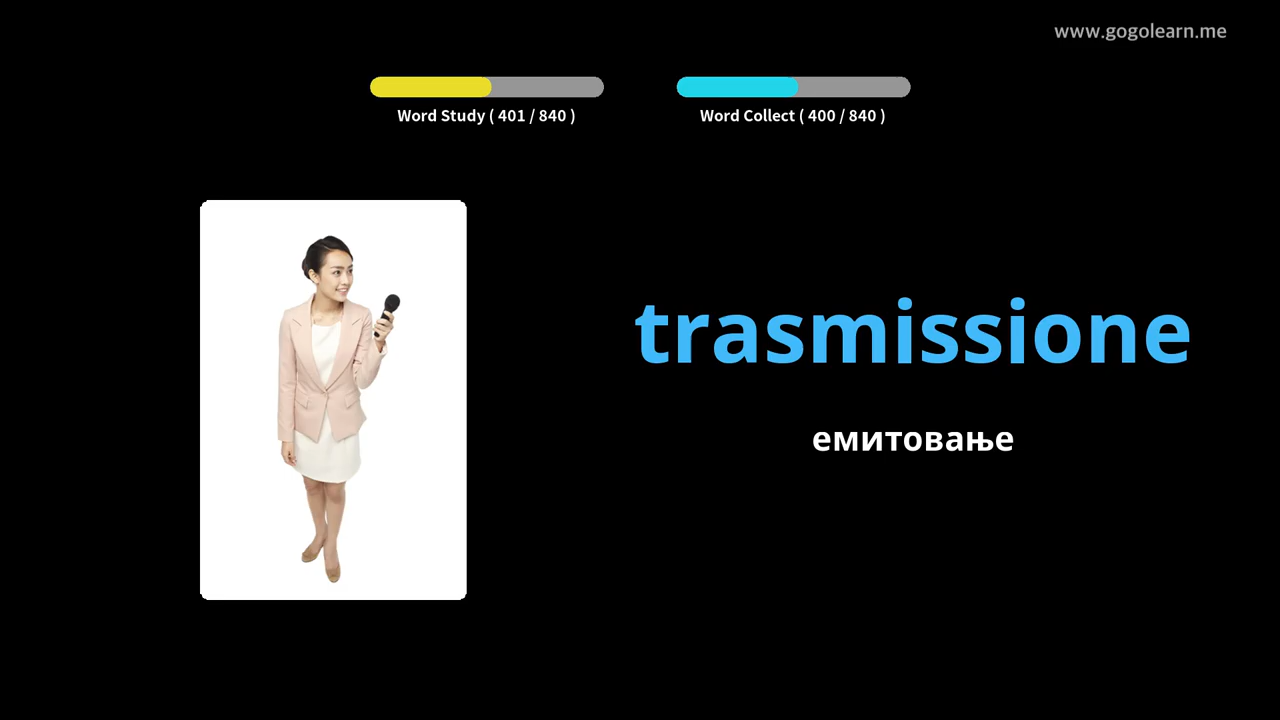 www.gogolearn.me
Word Study ( 401 / 840 )
Word Collect ( 400 / 840 )
trasmissione
емитовање